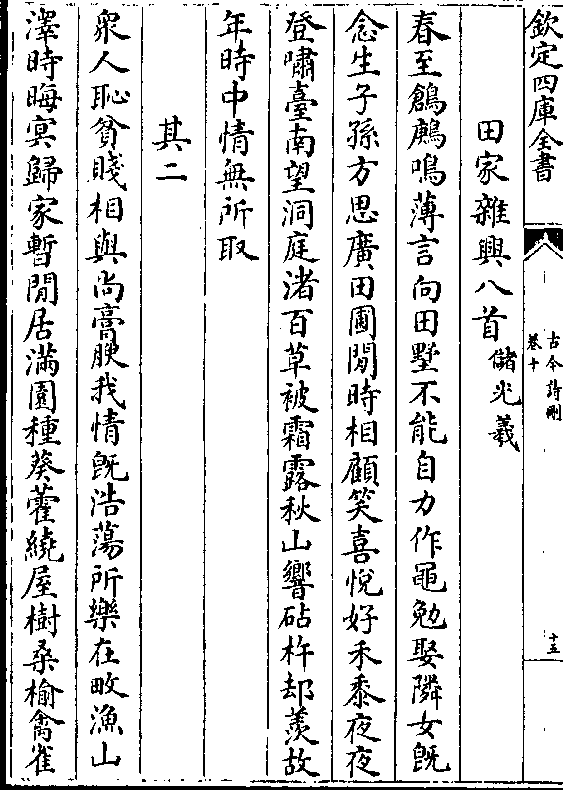 欽定四庫全書
古今詩刪
卷十
十五
田家雜興八首儲光羲
春至鶬鶊鳴薄言向田墅不能自力作黽勉娶隣女既
念生子孫方思廣田圃閒時相顧笑喜悅好禾黍夜夜
登嘯臺南望洞庭渚百草被霜露秋山響砧杵却羨故
年時中情無所取
其二
衆人恥貧賤相與尚膏腴我情旣浩蕩所樂在畋漁山
澤時晦冥歸家暫閒居滿園種葵藿繞屋樹桑榆禽雀